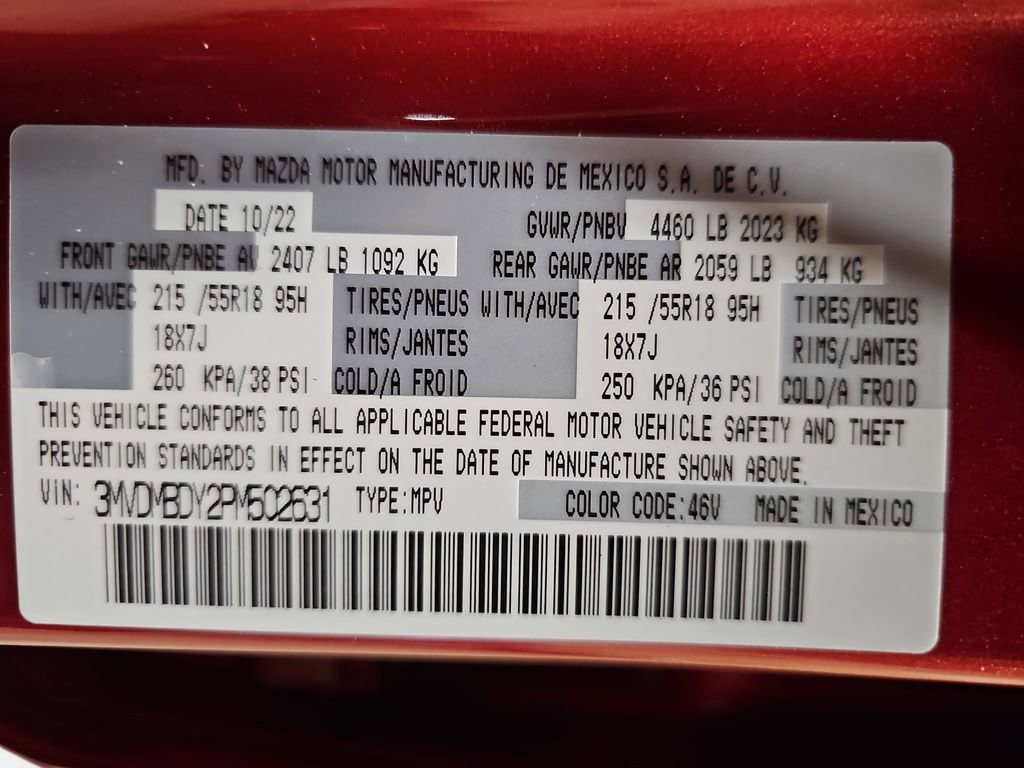 MFD. BY MAZDA MOTOR MANUFACTURING DE MEXICO S.A. DE C.V.
DATE 10/22 GVWR/PNBV 4460 LB 2023 KG
FRONT GAWR/PNBE AV 2407 LB 1092 KG REAR GAWR/PNBE AR 2059 LB 934 KG
WITH/AVEC 215 /55R18 95H TIRES/PNEUS WITH/AVEC 215 /55R18 95H TIRES/PNEUS
18X7J RIMS/JANTES 18X7J RIMS/JANTES
260 KPA/38 PSI COLD/A FROID 250 KPA/36 PSI COLD/A FROID
THIS VEHICLE CONFORMS TO ALL APPLICABLE FEDERAL MOTOR VEHICLE SAFETY AND THEFT
PREVENTION STANDARDS IN EFFECT ON THE DATE OF MANUFACTURE SHOWN ABOVE.
VIN: 3MVDMBDY2PM502631 TYPE:MPV COLOR CODE:46V MADE IN MEXICO